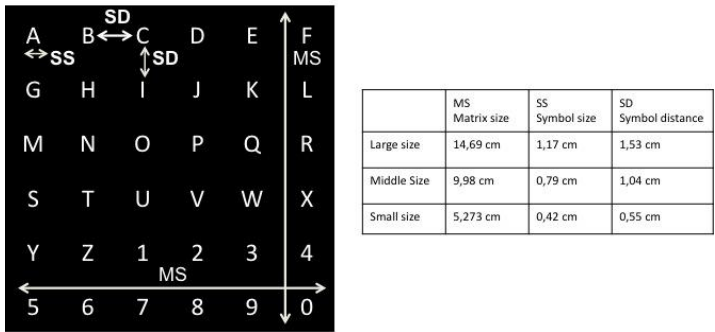 SD
A B C D E F
SS SD MS
G H I J K L
M N O P Q R
S T U V W X
Y Z 1 2 3 4
MS
5 6 7 8 9 0
MS Matrix size SS Symbol size SD Symbol distance
Large size 14,69 cm 1,17 cm 1,53 cm
Middle Size 9,98 cm 0,79 cm 1,04 cm
Small size 5,273 cm 0,42 cm 0,55 cm